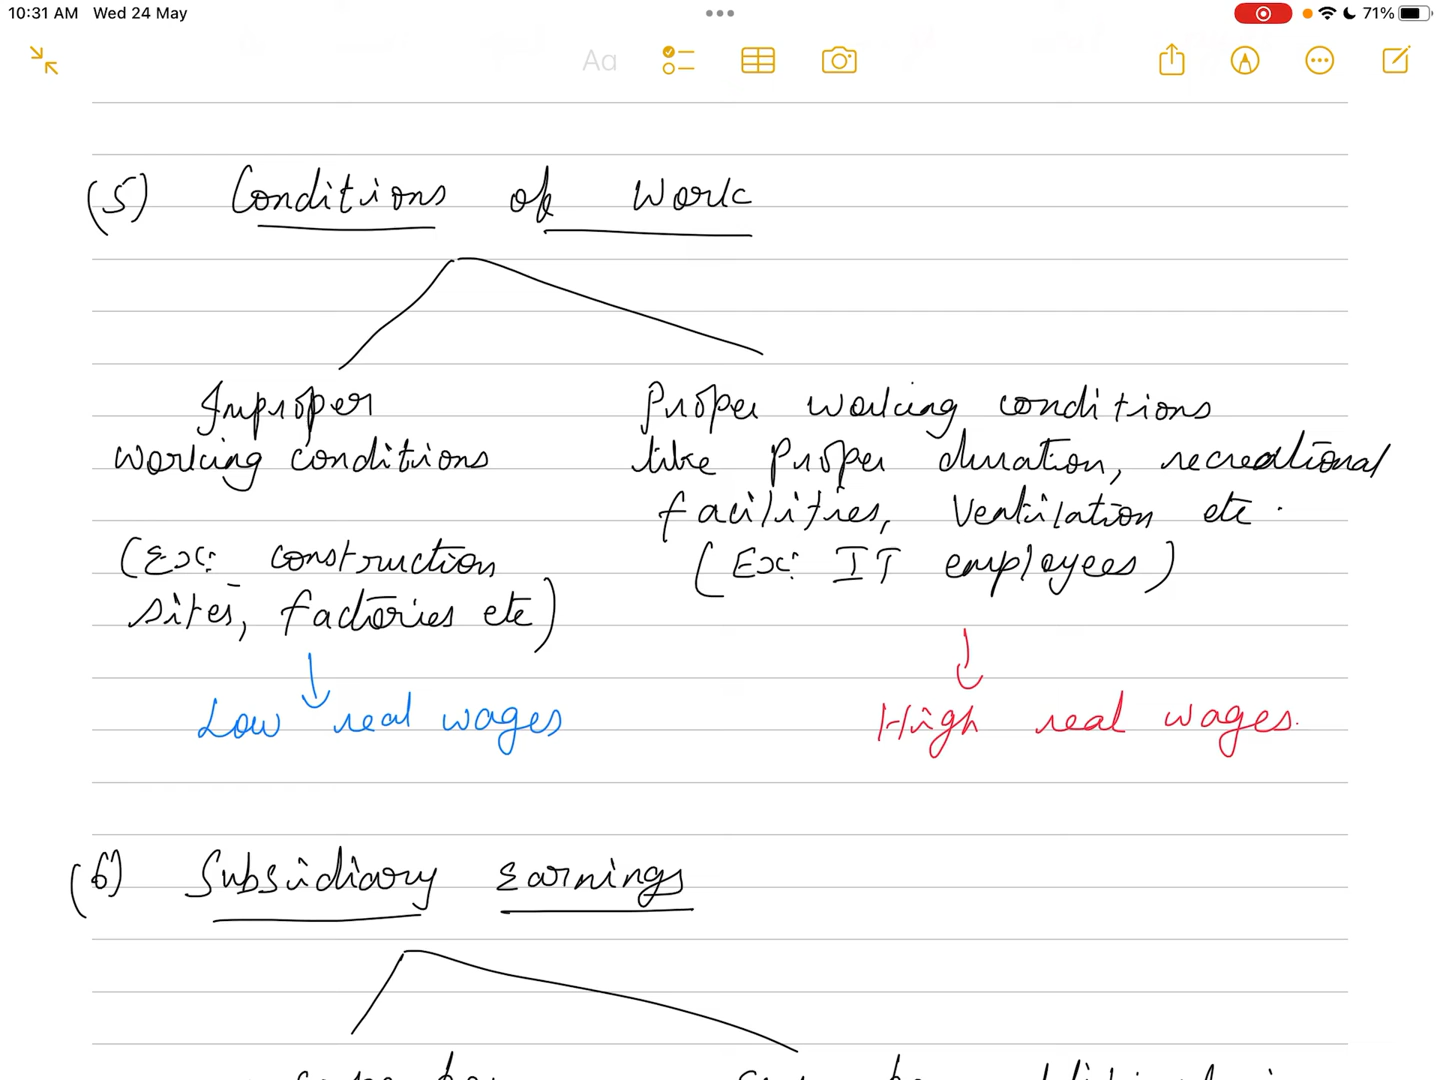 10:31 AM Wed 24 May
71%
Aa
(5) Conditions of Work
Improper
working conditions
(Ex: construction
sites, factories etc)
Low real wages
Proper working conditions
like proper duration, recreational
facilities, Ventilation etc.
(Ex: IT employees)
High real wages.
(6) Subsidiary Earnings